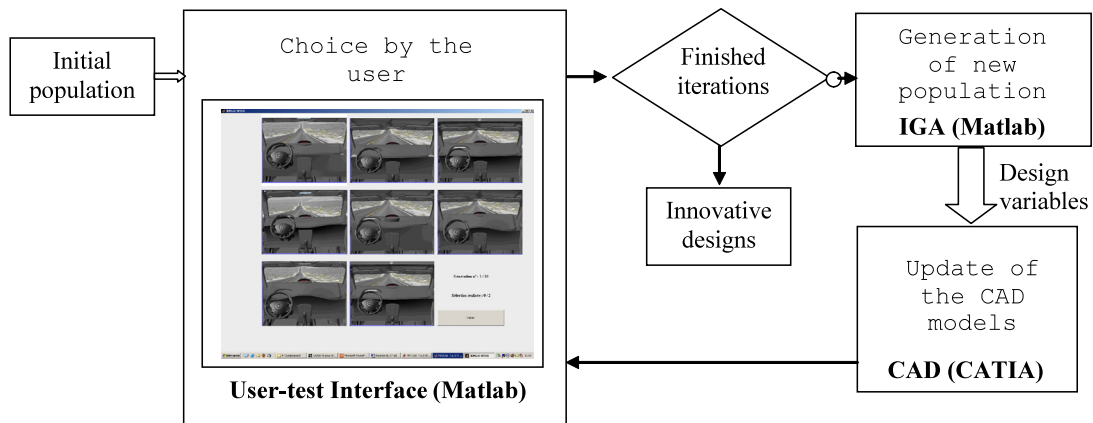 Initial
population
Choice by the
user
User-test Interface (Matlab)
Finished
iterations
Innovative
designs
Generation
of new
population
IGA (Matlab)
Design
variables
Update of
the CAD
models
CAD (CATIA)